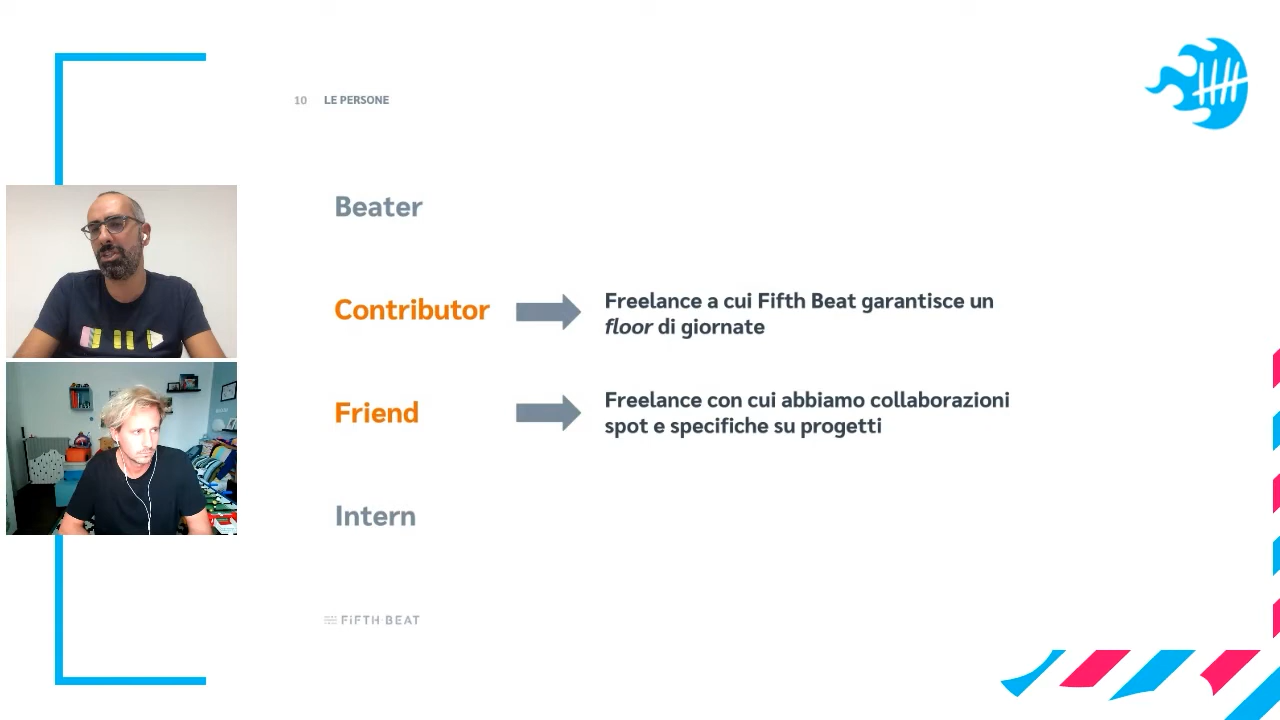 10 LE PERSONE
Beater
Contributor
Freelance a cui Fifth Beat garantisce un
floor di giornate
Friend
Freelance con cui abbiamo collaborazioni
spot e specifiche su progetti
Intern
FiFTH BEAT